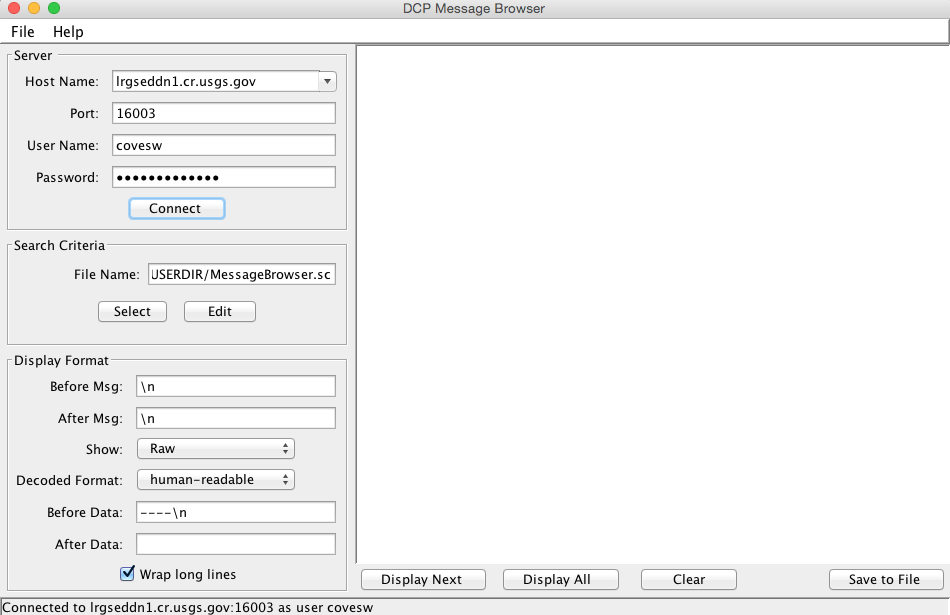 DCP Message Browser
File Help
Server
Host Name: lrgseddn1.cr.usgs.gov
Port: 16003
User Name: covesw
Password: •••••••••••••
Connect
Search Criteria
File Name: USERDIR/MessageBrowser.sc
Select Edit
Display Format
Before Msg: \n
After Msg: \n
Show: Raw
Decoded Format: human-readable
Before Data: ----\n
After Data:
Wrap long lines
Display Next Display All Clear Save to File
Connected to lrgseddn1.cr.usgs.gov:16003 as user covesw